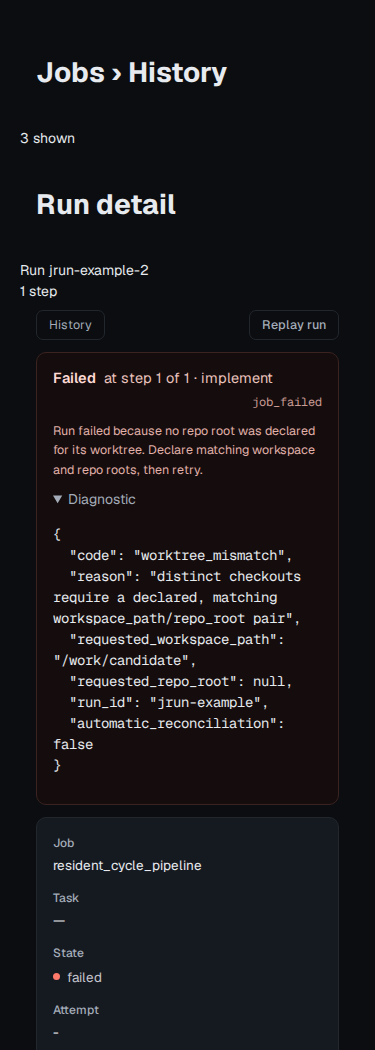 Jobs › History
3 shown
Run detail
Run jrun-example-2
1 step
History
Replay run
Failed at step 1 of 1 · implement
job_failed
Run failed because no repo root was declared
for its worktree. Declare matching workspace
and repo roots, then retry.
▼ Diagnostic
{
  "code": "worktree_mismatch",
  "reason": "distinct checkouts
require a declared, matching
workspace_path/repo_root pair",
  "requested_workspace_path":
"/work/candidate",
  "requested_repo_root": null,
  "run_id": "jrun-example",
  "automatic_reconciliation":
false
}
Job
resident_cycle_pipeline
Task
—
State
failed
Attempt
-